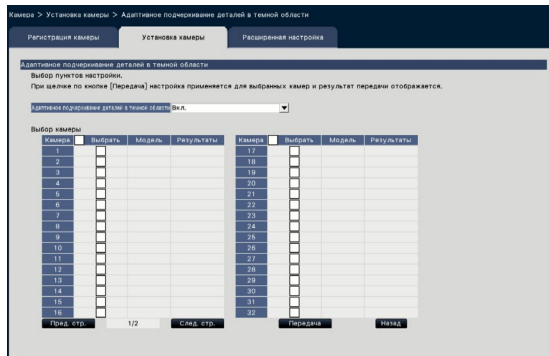 Камера > Установка камеры > Адаптивное подчеркивание деталей в темной области
Регистрация камеры Установка камеры Расширенная настройка
Адаптивное подчеркивание деталей в темной области
Выбор пунктов настройки.
При щелчке по кнопке [Передача] настройка применяется для выбранных камер и результат передачи отображается.
Адаптивное подчеркивание деталей в темной области Вкл.
Выбор камеры
Камера Выбрать Модель Результаты Камера Выбрать Модель Результаты
1 17
2 18
3 19
4 20
5 21
6 22
7 23
8 24
9 25
10 26
11 27
12 28
13 29
14 30
15 31
16 32
Пред. стр. 1/2 След. стр. Передача Назад